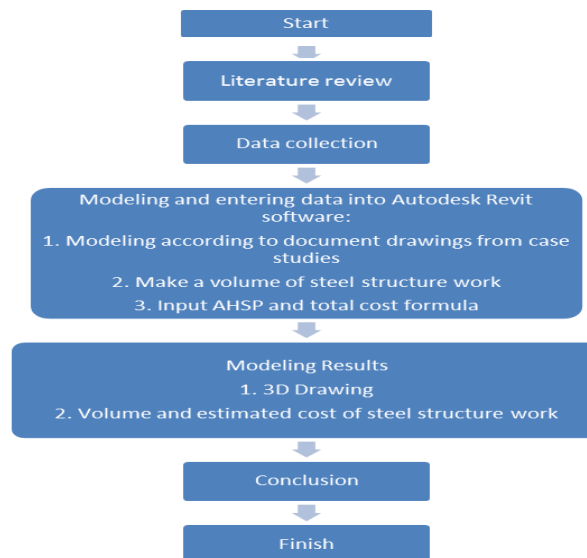 Start
Literature review
Data collection
Modeling and entering data into Autodesk Revit
software:
1. Modeling according to document drawings from case
studies
2. Make a volume of steel structure work
3. Input AHSP and total cost formula
Modeling Results
1. 3D Drawing
2. Volume and estimated cost of steel structure work
Conclusion
Finish